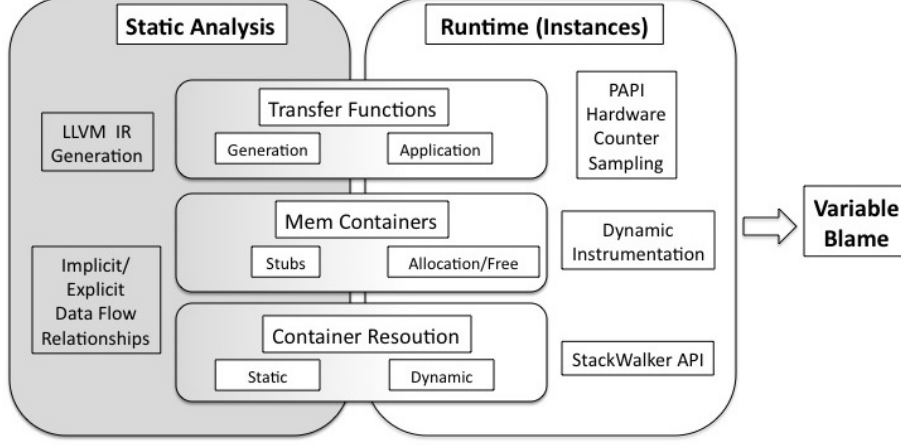 Static Analysis
Runtime (Instances)
LLVM IR
Generation
Implicit/
Explicit
Data Flow
Relationships
Transfer Functions
Generation
Application
Mem Containers
Stubs
Allocation/Free
Container Resoution
Static
Dynamic
PAPI
Hardware
Counter
Sampling
Dynamic
Instrumentation
StackWalker API
Variable
Blame